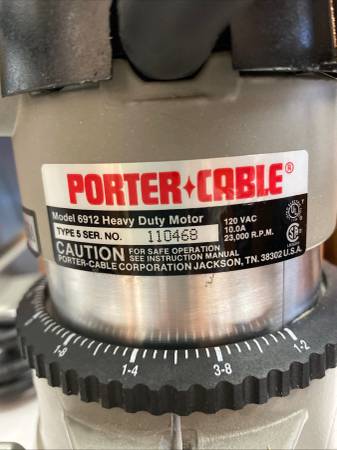 PORTER+CABLE®
Model 6912 Heavy Duty Motor
TYPE 5 SER. NO. 110468
120 VAC
10.0A
23,000 R.P.M.
CAUTION FOR SAFE OPERATION
SEE INSTRUCTION MANUAL
PORTER-CABLE CORPORATION JACKSON, TN. 38302 U.S.A.
1-8
1-4
3-8
1-2